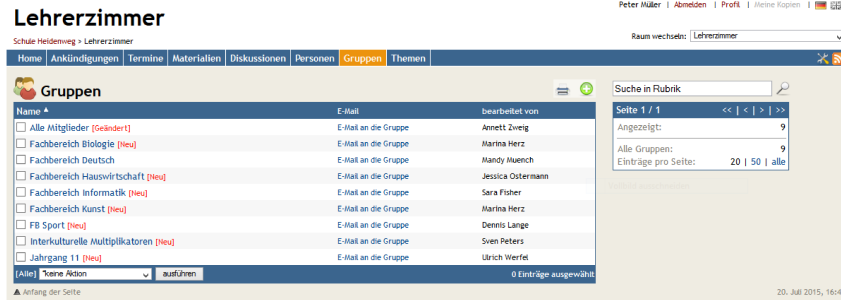 Peter Müller | Abmelden | Profil | Meine Kopien |
Lehrerzimmer
Schule Heidenweg > Lehrerzimmer
Raum wechseln: Lehrerzimmer
Home Ankündigungen Termine Materialien Diskussionen Personen Gruppen Themen
Gruppen
Suche in Rubrik
Name E-Mail bearbeitet von
Seite 1 / 1 << | < | > | >>
Alle Mitglieder [Geändert] E-Mail an die Gruppe Annett Zweig
Angezeigt: 9
Fachbereich Biologie [Neu] E-Mail an die Gruppe Marina Herz
Alle Gruppen: 9
Fachbereich Deutsch E-Mail an die Gruppe Mandy Muench
Einträge pro Seite: 20 | 50 | alle
Fachbereich Hauswirtschaft [Neu] E-Mail an die Gruppe Jessica Ostermann
Fachbereich Informatik [Neu] E-Mail an die Gruppe Sara Fisher
Fachbereich Kunst [Neu] E-Mail an die Gruppe Marina Herz
FB Sport [Neu] E-Mail an die Gruppe Dennis Lange
Interkulturelle Multiplikatoren [Neu] E-Mail an die Gruppe Sven Peters
Jahrgang 11 [Neu] E-Mail an die Gruppe Ulrich Werfel
[Alle] *keine Aktion ausführen 0 Einträge ausgewählt
Anfang der Seite 20. Juli 2015, 16:4